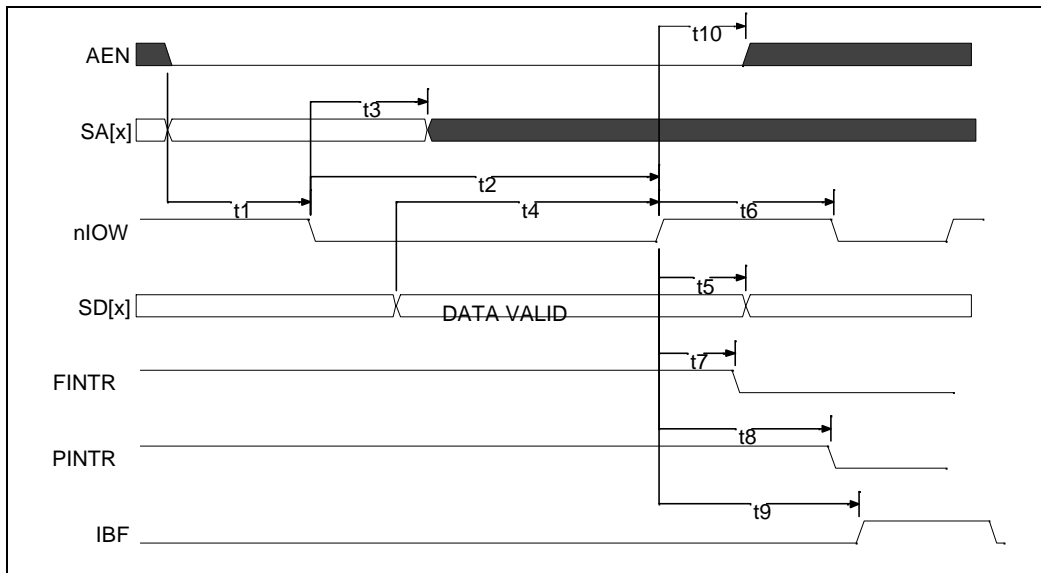 t10
AEN
t3
SA[x]
t2
t1
t4
t6
nIOW
t5
SD[x]
DATA VALID
t7
FINTR
t8
PINTR
t9
IBF